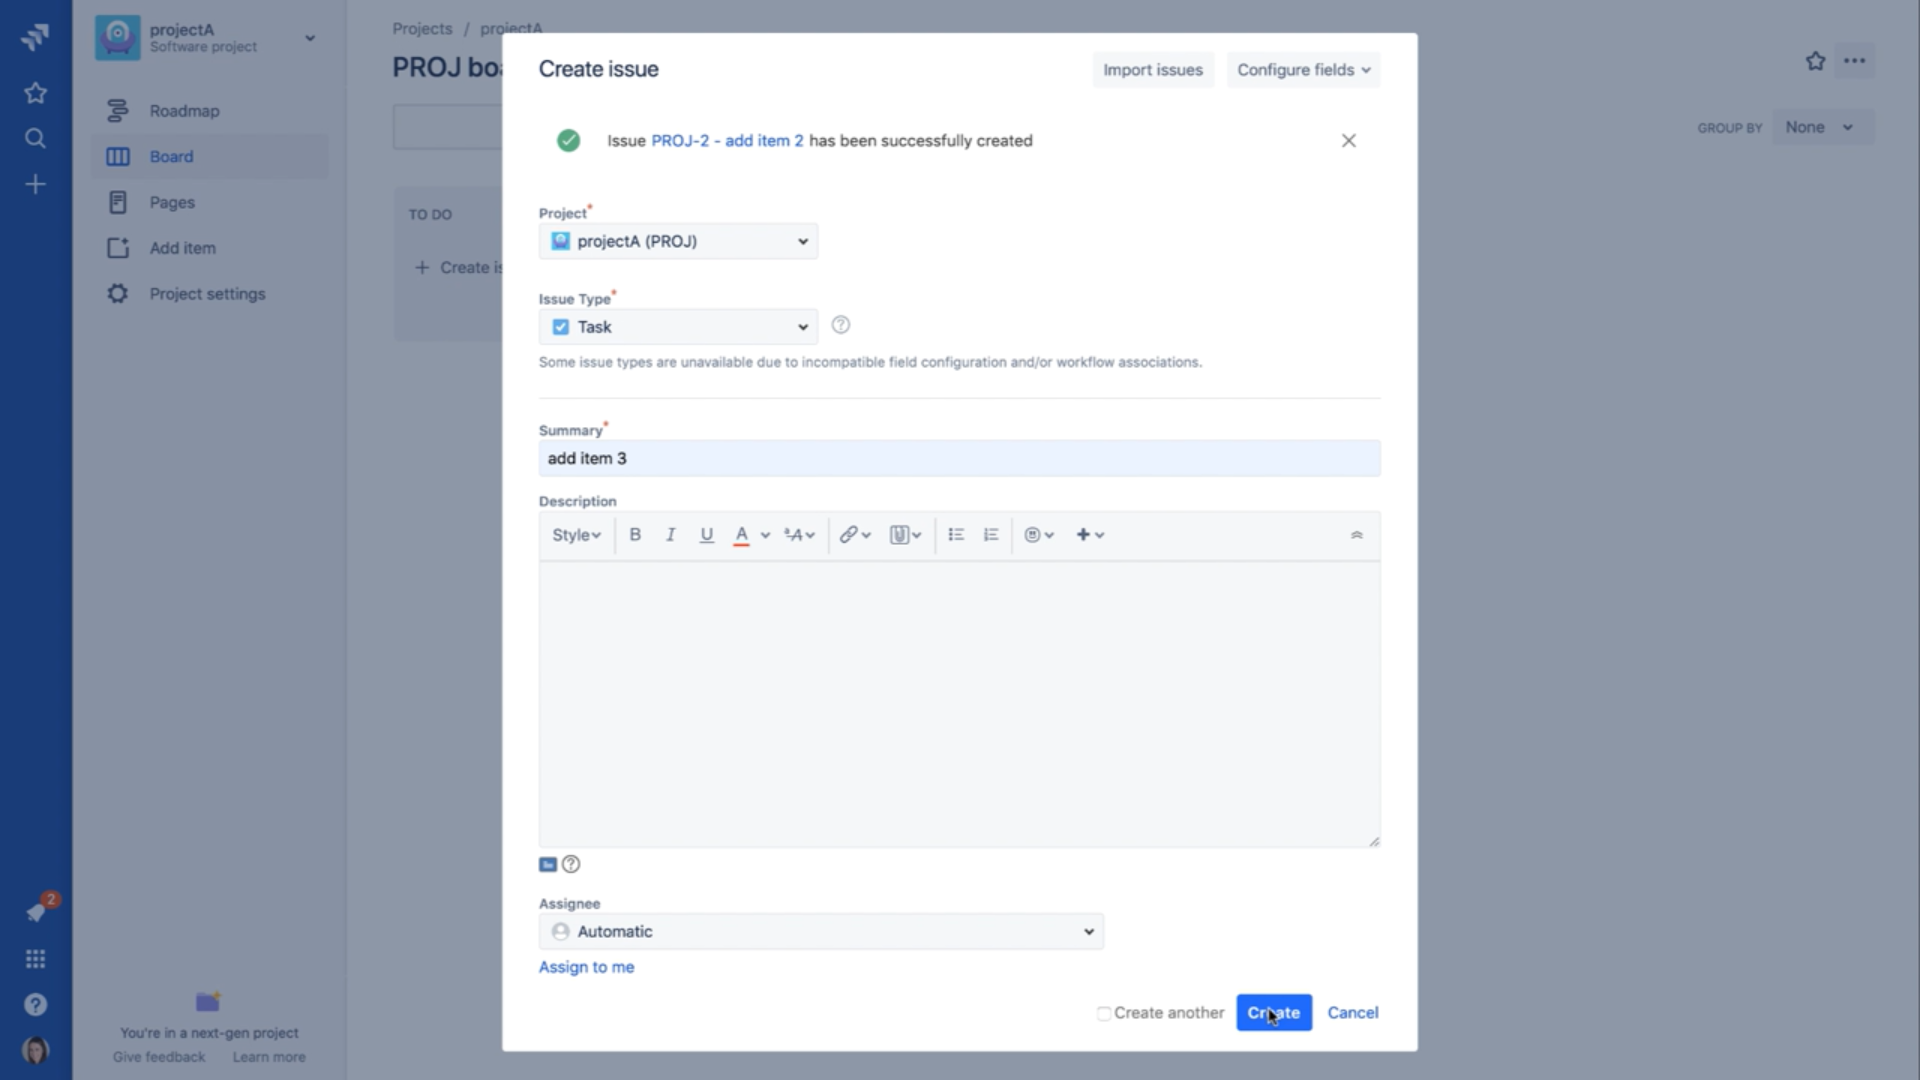 projectA
Software project
Roadmap
Board
Pages
Add item
Project settings
2
You're in a next-gen project
Give feedback Learn more
Projects / projectA
PROJ boa
GROUP BY None
TO DO
+ Create is
Create issue
Import issues
Configure fields
Issue PROJ-2 - add item 2 has been successfully created
Project*
projectA (PROJ)
Issue Type*
Task
Some issue types are unavailable due to incompatible field configuration and/or workflow associations.
Summary*
add item 3
Description
Style B I U A ªA
Assignee
Automatic
Assign to me
Create another Create Cancel